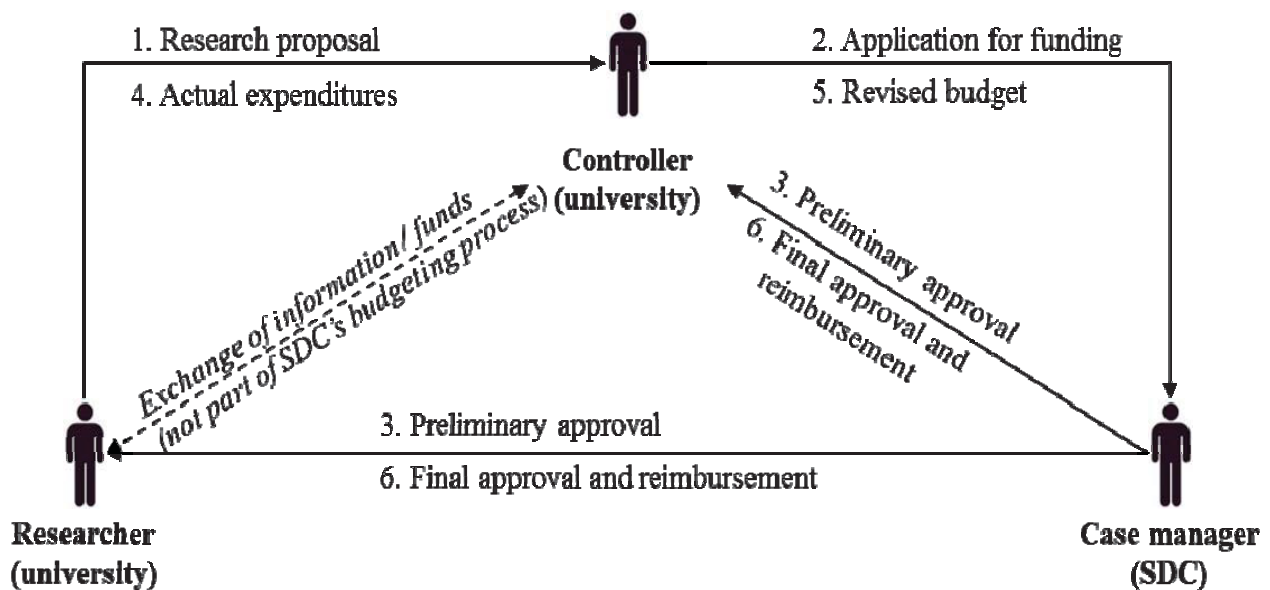 1. Research proposal
4. Actual expenditures
2. Application for funding
5. Revised budget
Controller
(university)
Exchange of information/ funds
(not part of SDC's budgeting process)
3. Preliminary approval
6. Final approval and
reimbursement
3. Preliminary approval
6. Final approval and reimbursement
Researcher
(university)
Case manager
(SDC)